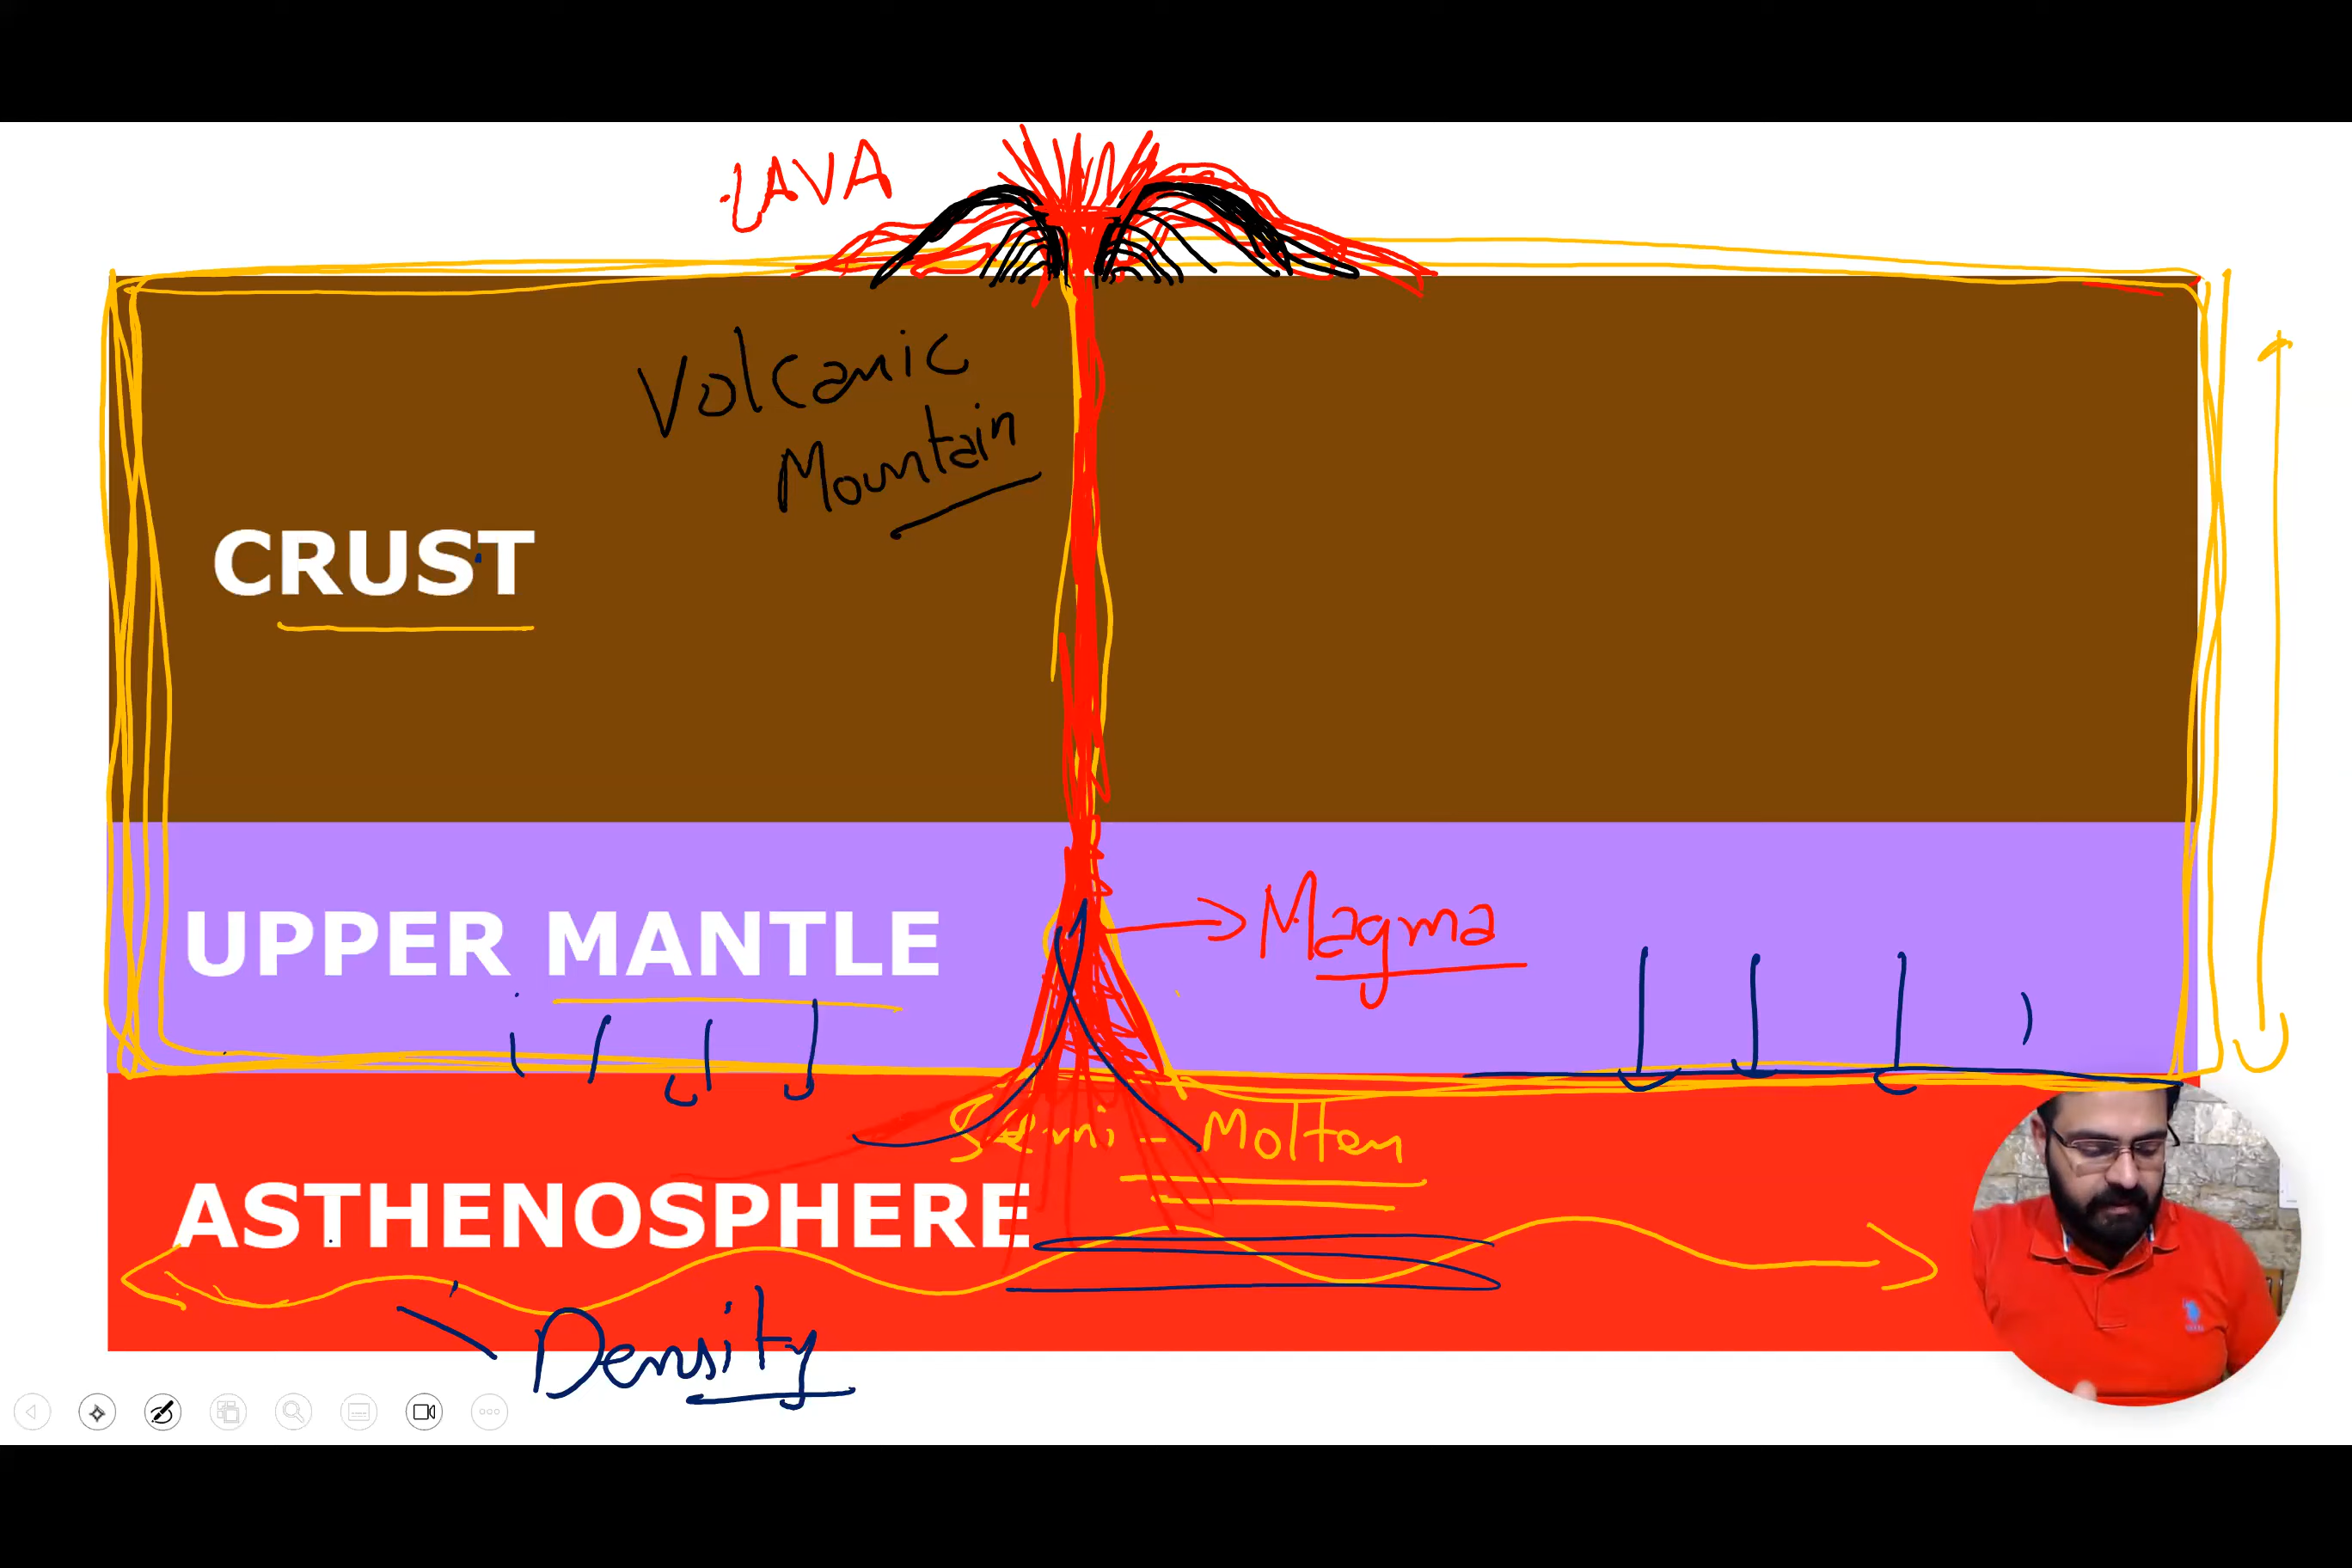 LAVA
Volcanic
Mountain
CRUST
UPPER MANTLE
Magma
Semi - Molten
ASTHENOSPHERE
Density